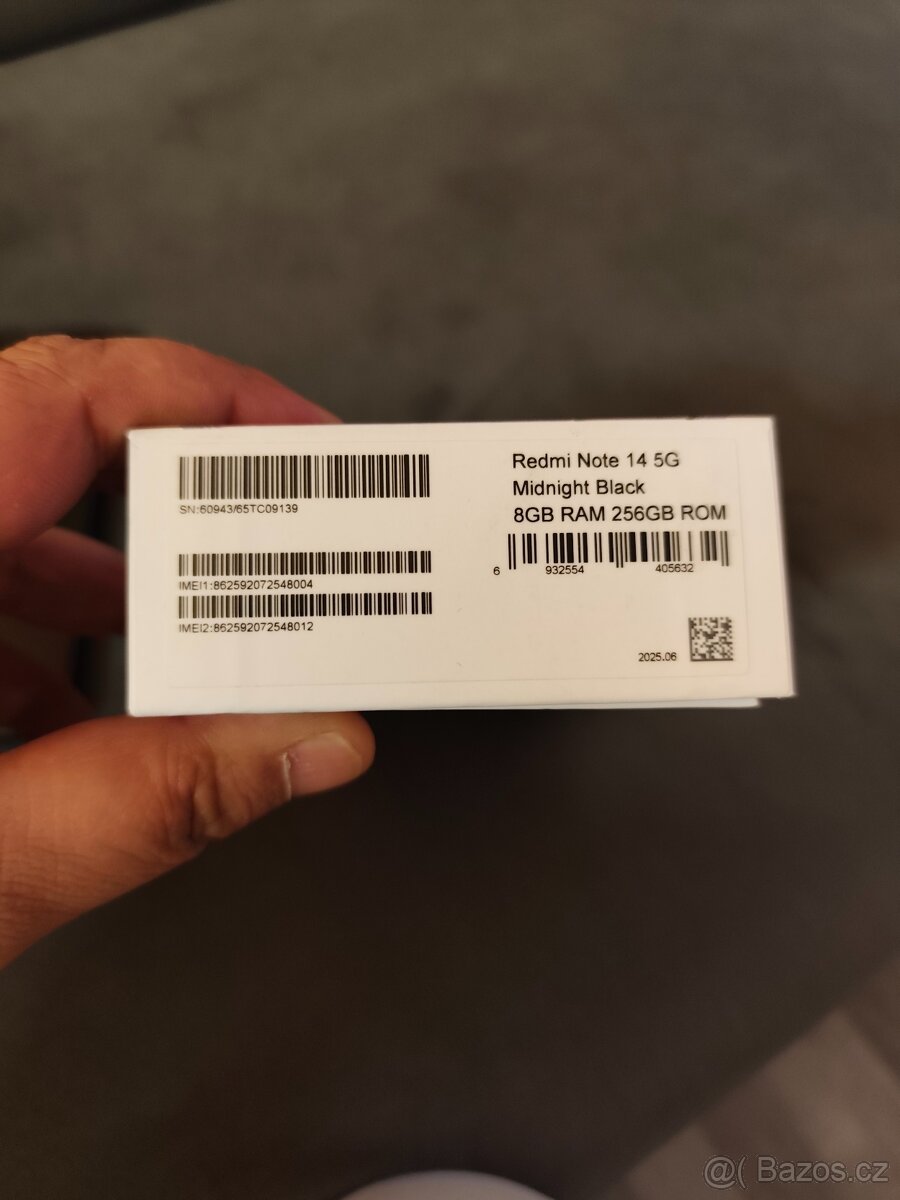 SN:60943/65TC09139
IMEI1:862592072548004
IMEI2:862592072548012
Redmi Note 14 5G
Midnight Black
8GB RAM 256GB ROM
6 932554 405632
2025.06
@( Bazos.cz